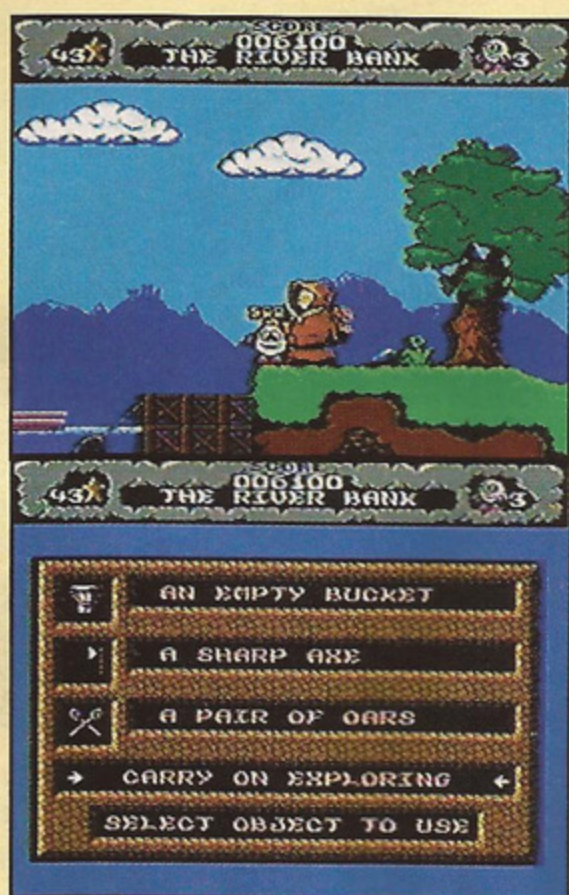 SCORE
006100
43 THE RIVER BANK 3
SCORE
006100
43 THE RIVER BANK 3
AN EMPTY BUCKET
A SHARP AXE
A PAIR OF OARS
→ CARRY ON EXPLORING ←
SELECT OBJECT TO USE